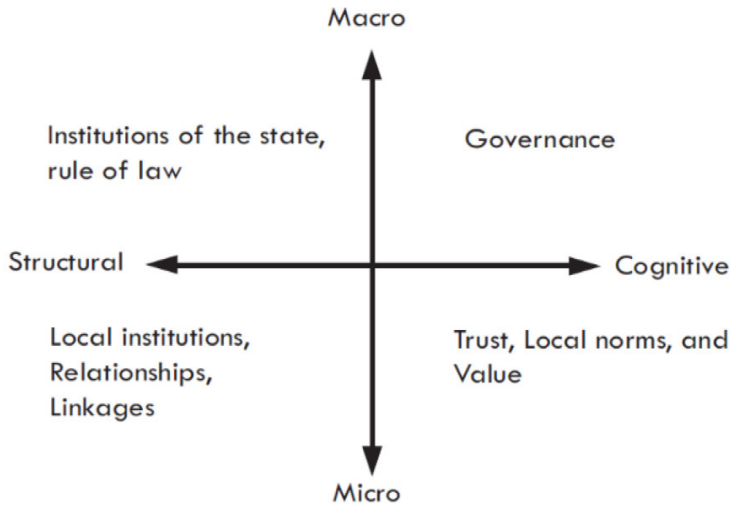 Macro
Institutions of the state,
rule of law
Governance
Structural
Cognitive
Local institutions,
Relationships,
Linkages
Trust, Local norms, and
Value
Micro